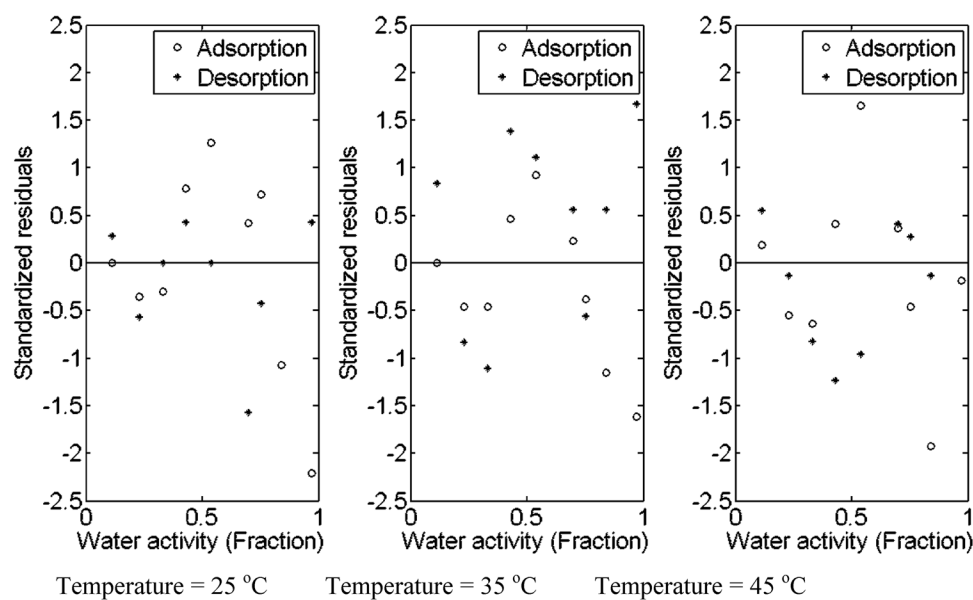 2.5
2
1.5
1
0.5
0
-0.5
-1
-1.5
-2
-2.5
Standardized residuals
Adsorption
Desorption
0 0.5 1
Water activity (Fraction)
Temperature = 25 °C
2.5
2
1.5
1
0.5
0
-0.5
-1
-1.5
-2
-2.5
Standardized residuals
Adsorption
Desorption
0 0.5 1
Water activity (Fraction)
Temperature = 35 °C
2.5
2
1.5
1
0.5
0
-0.5
-1
-1.5
-2
-2.5
Standardized residuals
Adsorption
Desorption
0 0.5 1
Water activity (Fraction)
Temperature = 45 °C